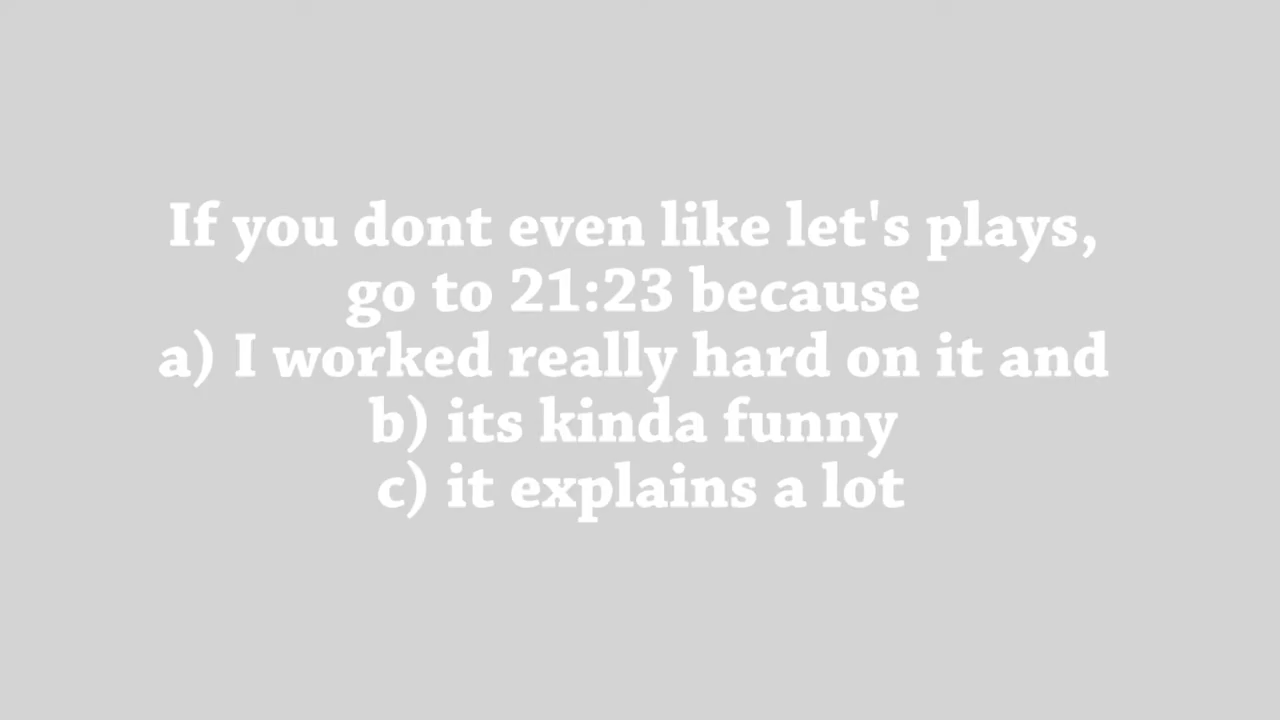 If you dont even like let's plays,
go to 21:23 because
a) I worked really hard on it and
b) its kinda funny
c) it explains a lot